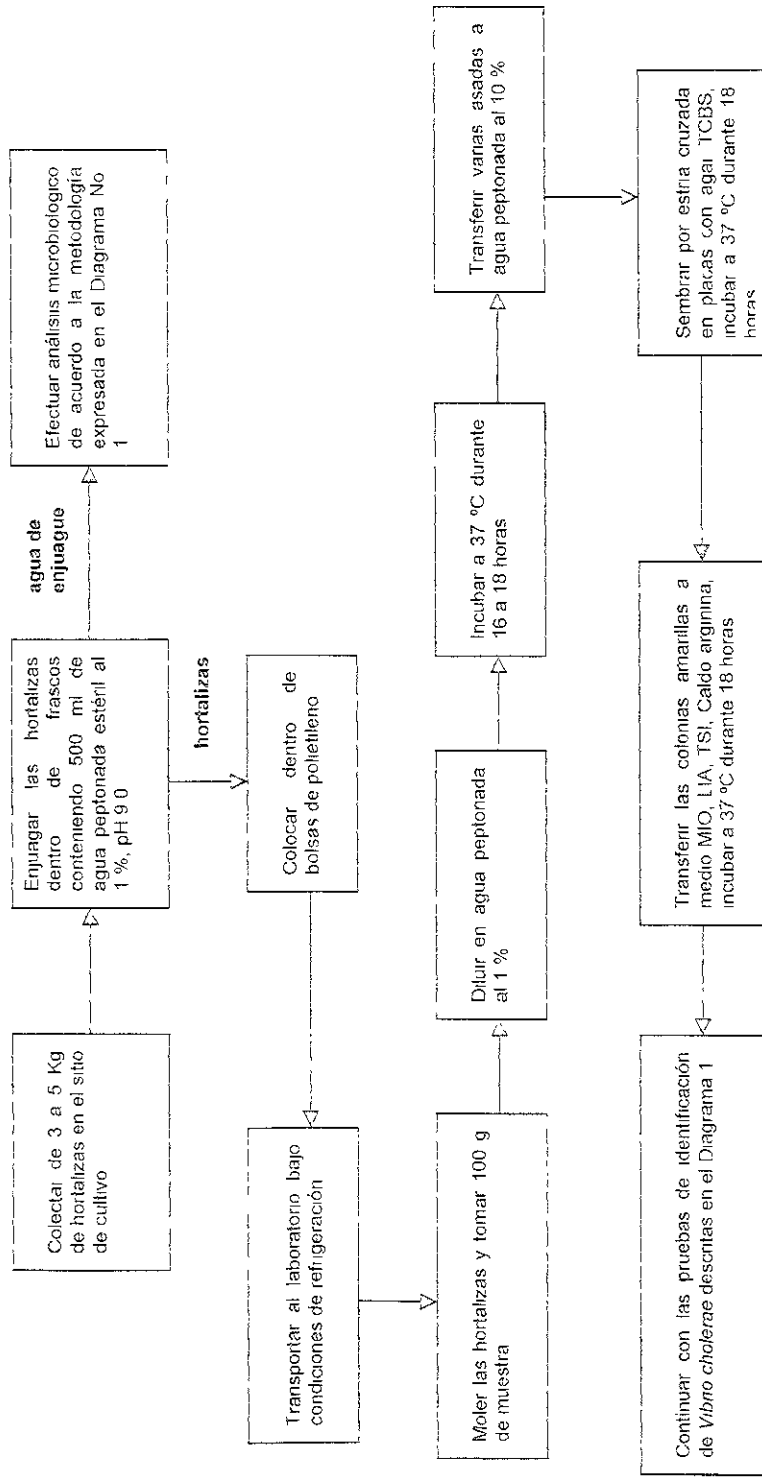 Colectar de 3 a 5 Kg
de hortalizas en el sitio
de cultivo
Enjuagar las hortalizas
dentro de frascos
conteniendo 500 ml de
agua peptonada estéril al
1 %, pH 9 0
agua de
enjuague
Efectuar análisis microbiologico
de acuerdo a la metodología
expresada en el Diagrama No
1
hortalizas
Colocar dentro de
bolsas de polietileno
Transportar al laboratorio bajo
condiciones de refrigeración
Moler las hortalizas y tomar 100 g
de muestra
Diluir en agua peptonada
al 1 %
Incubar a 37 ºC durante
16 a 18 horas
Transferir varias asadas a
agua peptonada al 10 %
Sembrar por estria cruzada
en placas con agar TCBS,
incubar a 37 ºC durante 18
horas
Transferir las colonias amarillas a
medio MIO, LIA, TSI, Caldo arginina,
incubar a 37 ºC durante 18 horas
Continuar con las pruebas de identificación
de Vibrio cholerae descritas en el Diagrama 1